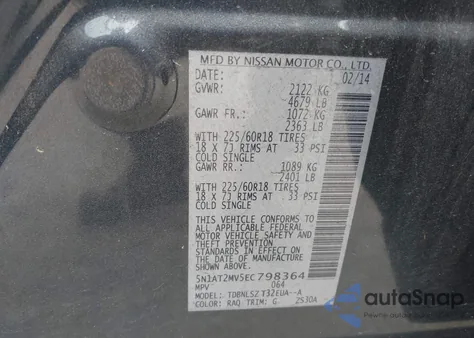 MFD BY NISSAN MOTOR CO., LTD.
DATE: 02/14
GVWR: 2122 KG
4679 LB
GAWR FR.: 1072 KG
2363 LB
WITH 225/60R18 TIRES
18 X 7J RIMS AT 33 PSI
COLD SINGLE
GAWR RR.: 1089 KG
2401 LB
WITH 225/60R18 TIRES
18 X 7J RIMS AT 33 PSI
COLD SINGLE
THIS VEHICLE CONFORMS TO
ALL APPLICABLE FEDERAL
MOTOR VEHICLE SAFETY AND
THEFT PREVENTION
STANDARDS IN EFFECT ON
THE DATE OF MANUFACTURE
SHOWN ABOVE.
5N1AT2MV5EC798364
MPV 064
MODEL: TDBNLSZ
COLOR: RAQ TRIM: G 2530A
autoSnap